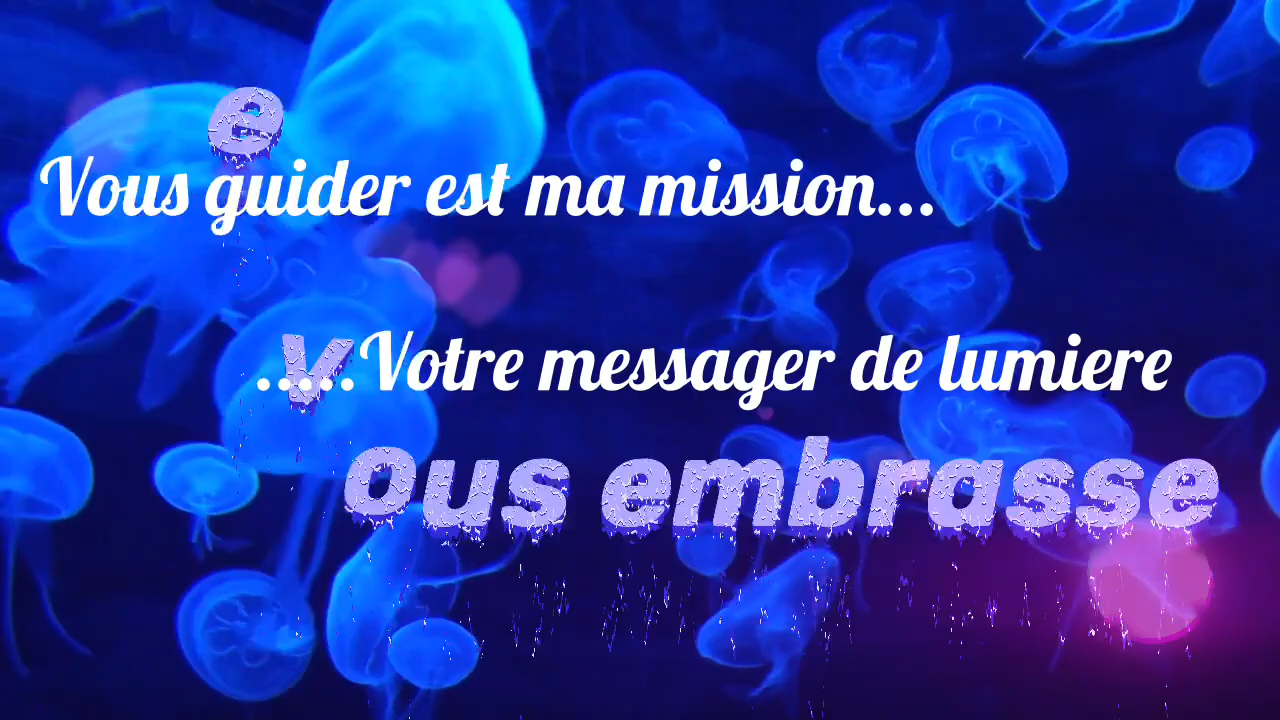 e
Vous guider est ma mission...
.....Votre messager de lumiere
v
ous embrasse